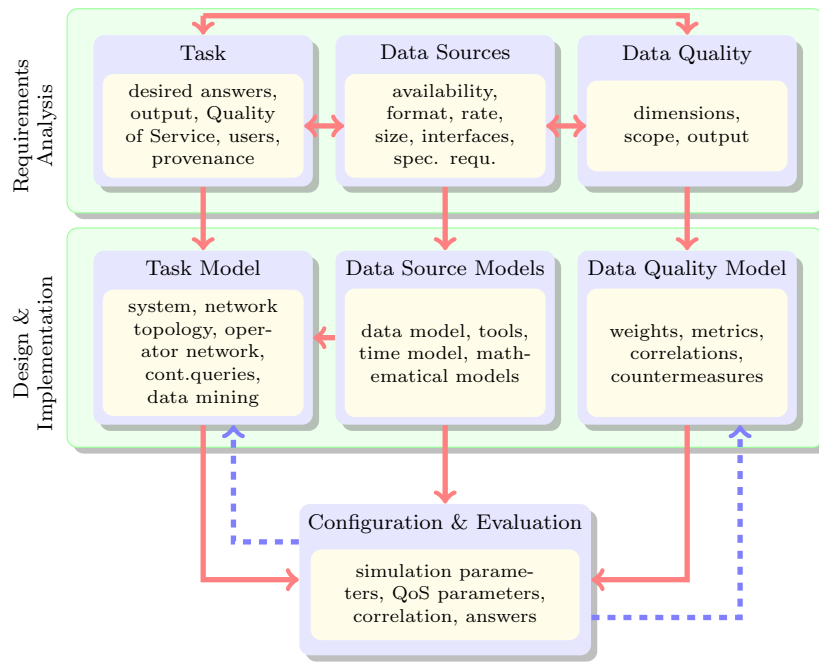 Requirements
Analysis
Task
desired answers,
output, Quality
of Service, users,
provenance
Data Sources
availability,
format, rate,
size, interfaces,
spec. requ.
Data Quality
dimensions,
scope, output
Design &
Implementation
Task Model
system, network
topology, oper-
ator network,
cont.queries,
data mining
Data Source Models
data model, tools,
time model, math-
ematical models
Data Quality Model
weights, metrics,
correlations,
countermeasures
Configuration & Evaluation
simulation parame-
ters, QoS parameters,
correlation, answers